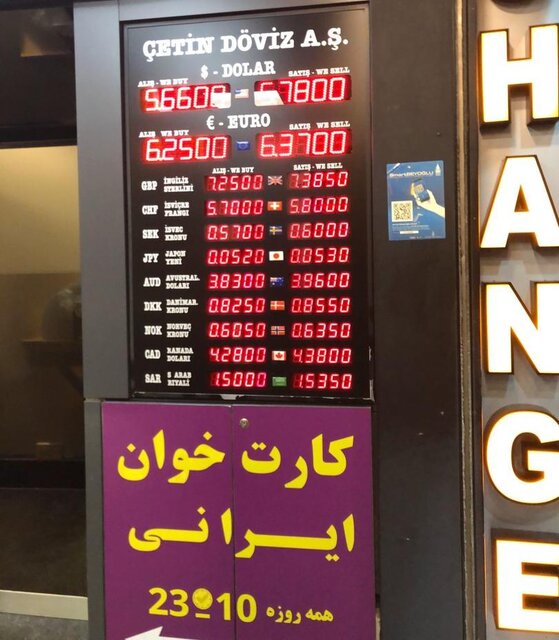 ÇETİN DÖVİZ A.Ş.
$ - DOLAR
ALIŞ - WE BUY SATIŞ - WE SELL
5.6600 5.7800
€ - EURO
ALIŞ WE BUY SATIŞ WE SELL
6.2500 6.3700
ALIŞ - WE BUY SATIŞ - WE SELL
GBP İNGİLİZ STERLİNİ 7.2500 7.3850
CHF İSVİÇRE FRANGI 5.7000 5.8000
SKK İSVEÇ KRONU 0.5700 0.6000
JPY JAPON YENİ 0.0520 0.0530
AUD AVUSTRAL. DOLARI 3.8300 3.9600
DKK DANİMAR. KRONU 0.8250 0.8550
NOK NORVEÇ KRONU 0.6050 0.6350
CAD KANADA DOLARI 4.2800 4.3800
SAR S ARAB RİYALİ 1.5000 1.5350
SmartBEYOĞLU
CHANGE
کارت خوان
ایرانی
همه روزه 10 23